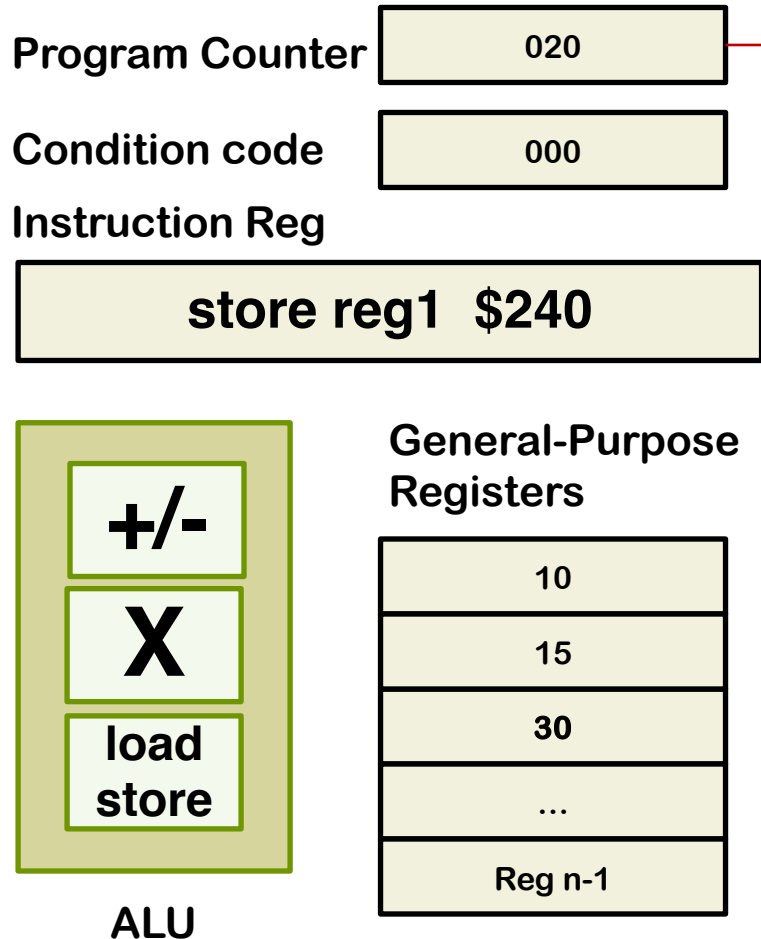 Program Counter 020
Condition code 000
Instruction Reg
store reg1 $240
General-Purpose
Registers
+/-
X
load
store
ALU
10
15
30
...
Reg n-1